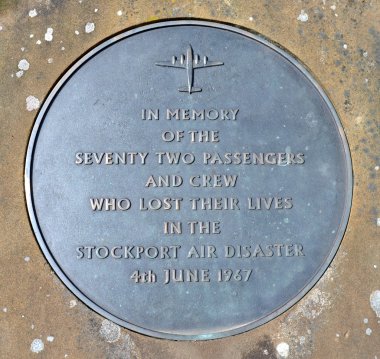 IN MEMORY
OF THE
SEVENTY TWO PASSENGERS
AND CREW
WHO LOST THEIR LIVES
IN THE
STOCKPORT AIR DISASTER
4th JUNE 1967